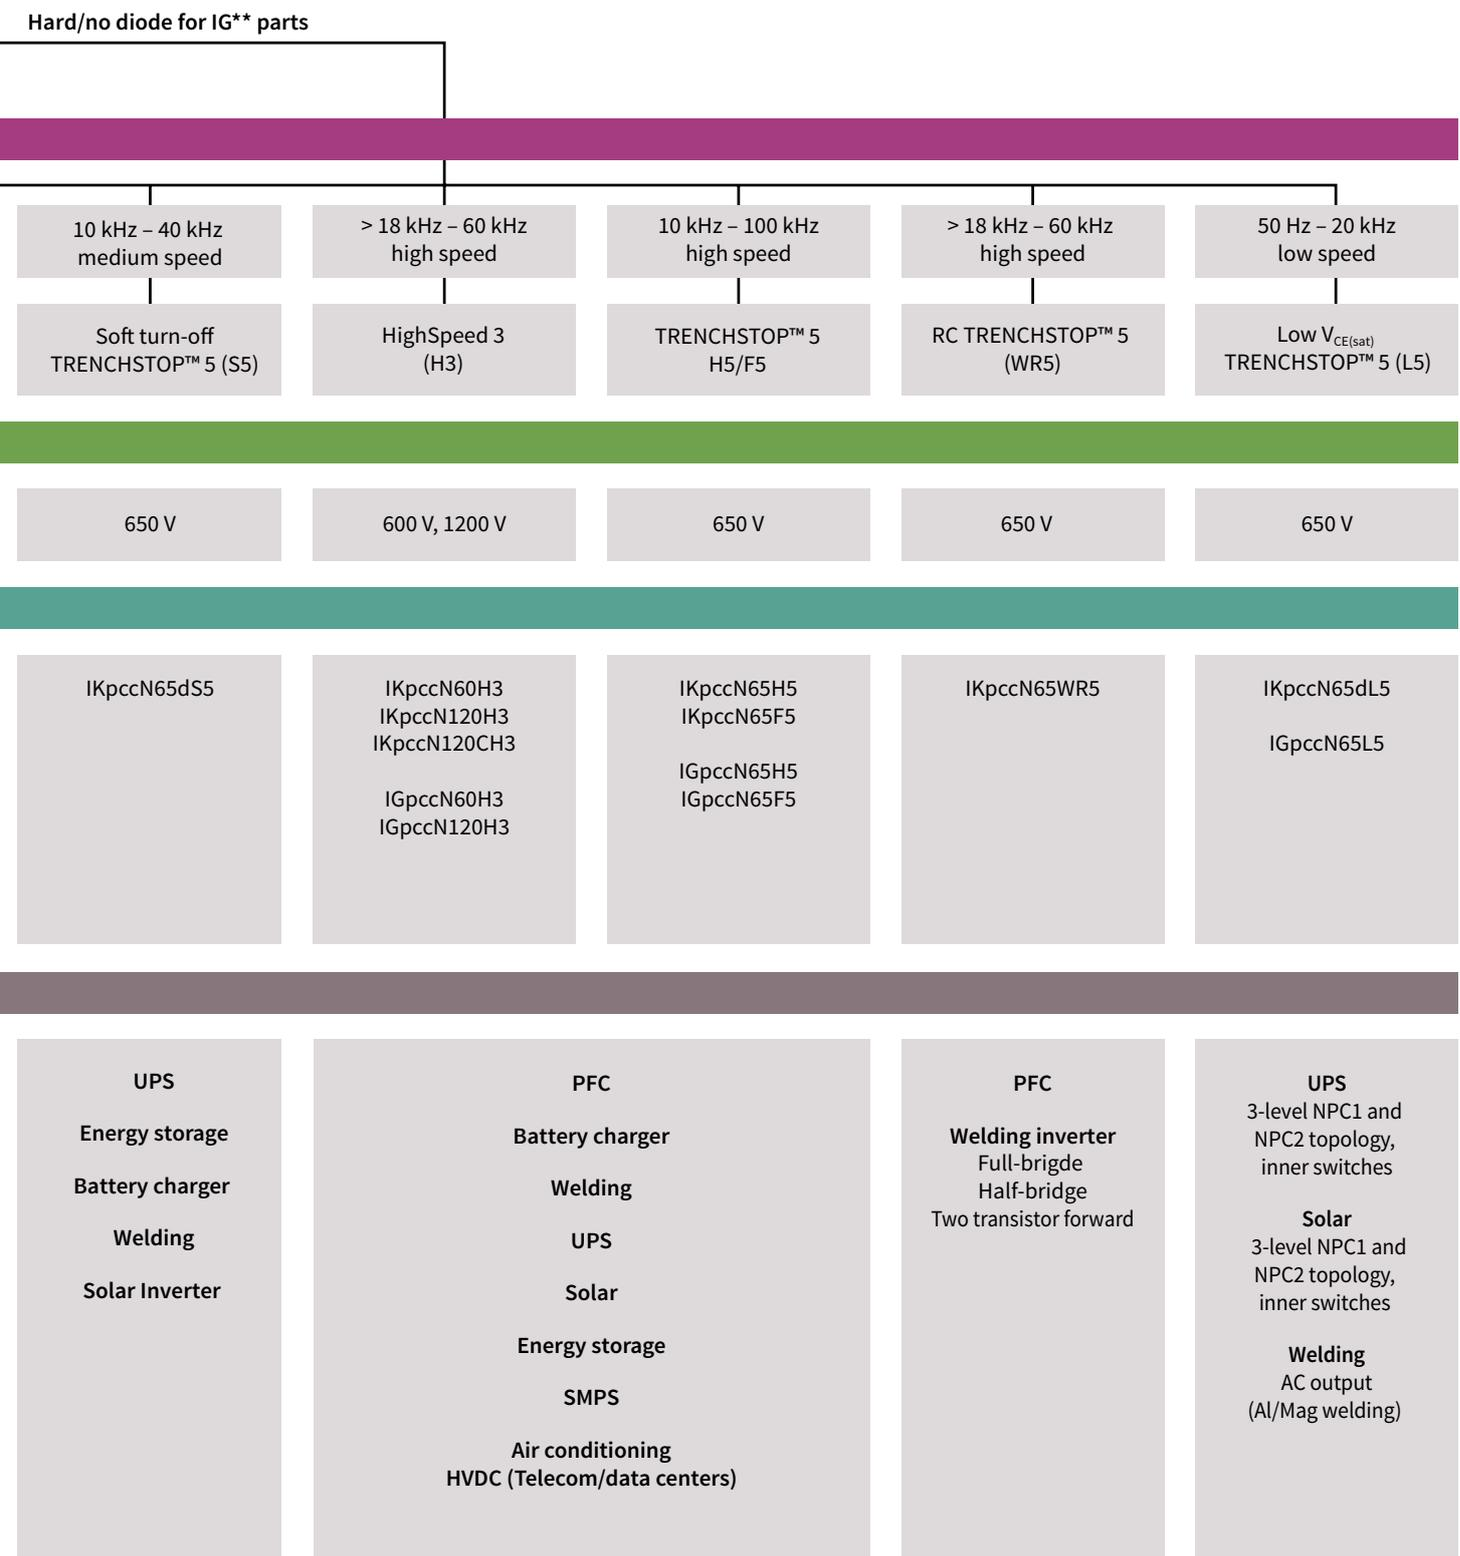 Hard/no diode for IG** parts
10 kHz – 40 kHz
medium speed
> 18 kHz – 60 kHz
high speed
10 kHz – 100 kHz
high speed
> 18 kHz – 60 kHz
high speed
50 Hz – 20 kHz
low speed
Soft turn-off
TRENCHSTOP™ 5 (S5)
HighSpeed 3
(H3)
TRENCHSTOP™ 5
H5/F5
RC TRENCHSTOP™ 5
(WR5)
Low VCE(sat)
TRENCHSTOP™ 5 (L5)
650 V
600 V, 1200 V
650 V
650 V
650 V
IKpccN65dS5
IKpccN60H3
IKpccN120H3
IKpccN120CH3
IGpccN60H3
IGpccN120H3
IKpccN65H5
IKpccN65F5
IGpccN65H5
IGpccN65F5
IKpccN65WR5
IKpccN65dL5
IGpccN65L5
UPS
Energy storage
Battery charger
Welding
Solar Inverter
PFC
Battery charger
Welding
UPS
Solar
Energy storage
SMPS
Air conditioning
HVDC (Telecom/data centers)
PFC
Welding inverter
Full-brigde
Half-bridge
Two transistor forward
UPS
3-level NPC1 and
NPC2 topology,
inner switches
Solar
3-level NPC1 and
NPC2 topology,
inner switches
Welding
AC output
(Al/Mag welding)